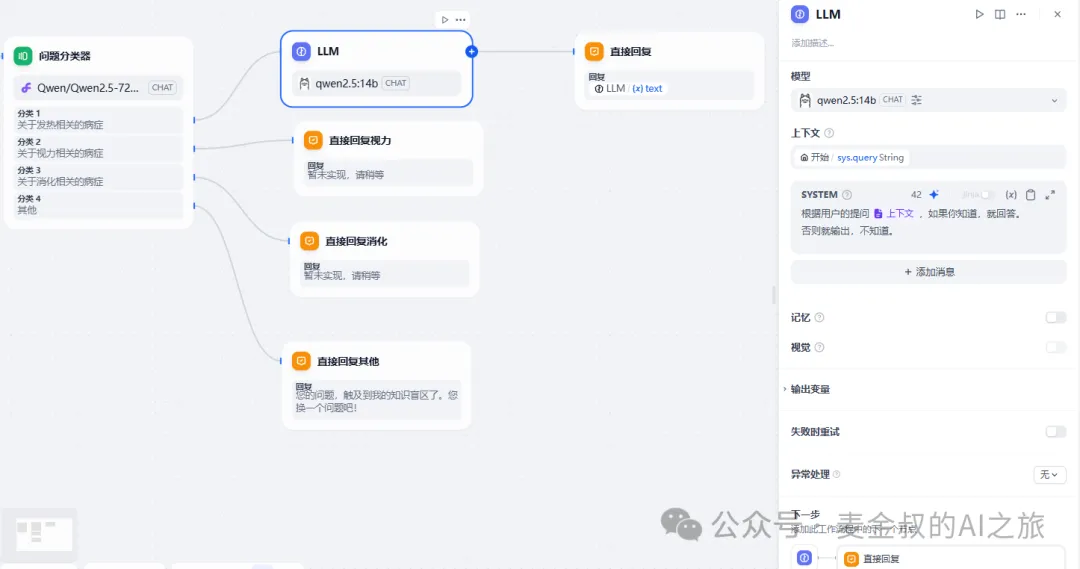 问题分类器
Qwen/Qwen2.5-72... CHAT
分类 1
关于发热相关的病症
分类 2
关于视力相关的病症
分类 3
关于消化相关的病症
分类 4
其他
LLM
qwen2.5:14b CHAT
直接回复
回复
LLM / (x) text
直接回复视力
回复
暂未实现，请稍等
直接回复消化
回复
暂未实现，请稍等
直接回复其他
回复
您的问题，触及到我的知识盲区了。您
换一个问题吧！
LLM
添加描述...
模型
qwen2.5:14b CHAT
上下文
开始 / sys.query String
SYSTEM 42 {x}
根据用户的提问 上下文 ，如果你知道，就回答。
否则就输出，不知道。
+ 添加消息
记忆
视觉
输出变量
失败时重试
异常处理 无
下一步
添加此工作流程中的下一个节点
直接回复
公众号 麦金叔的AI之旅